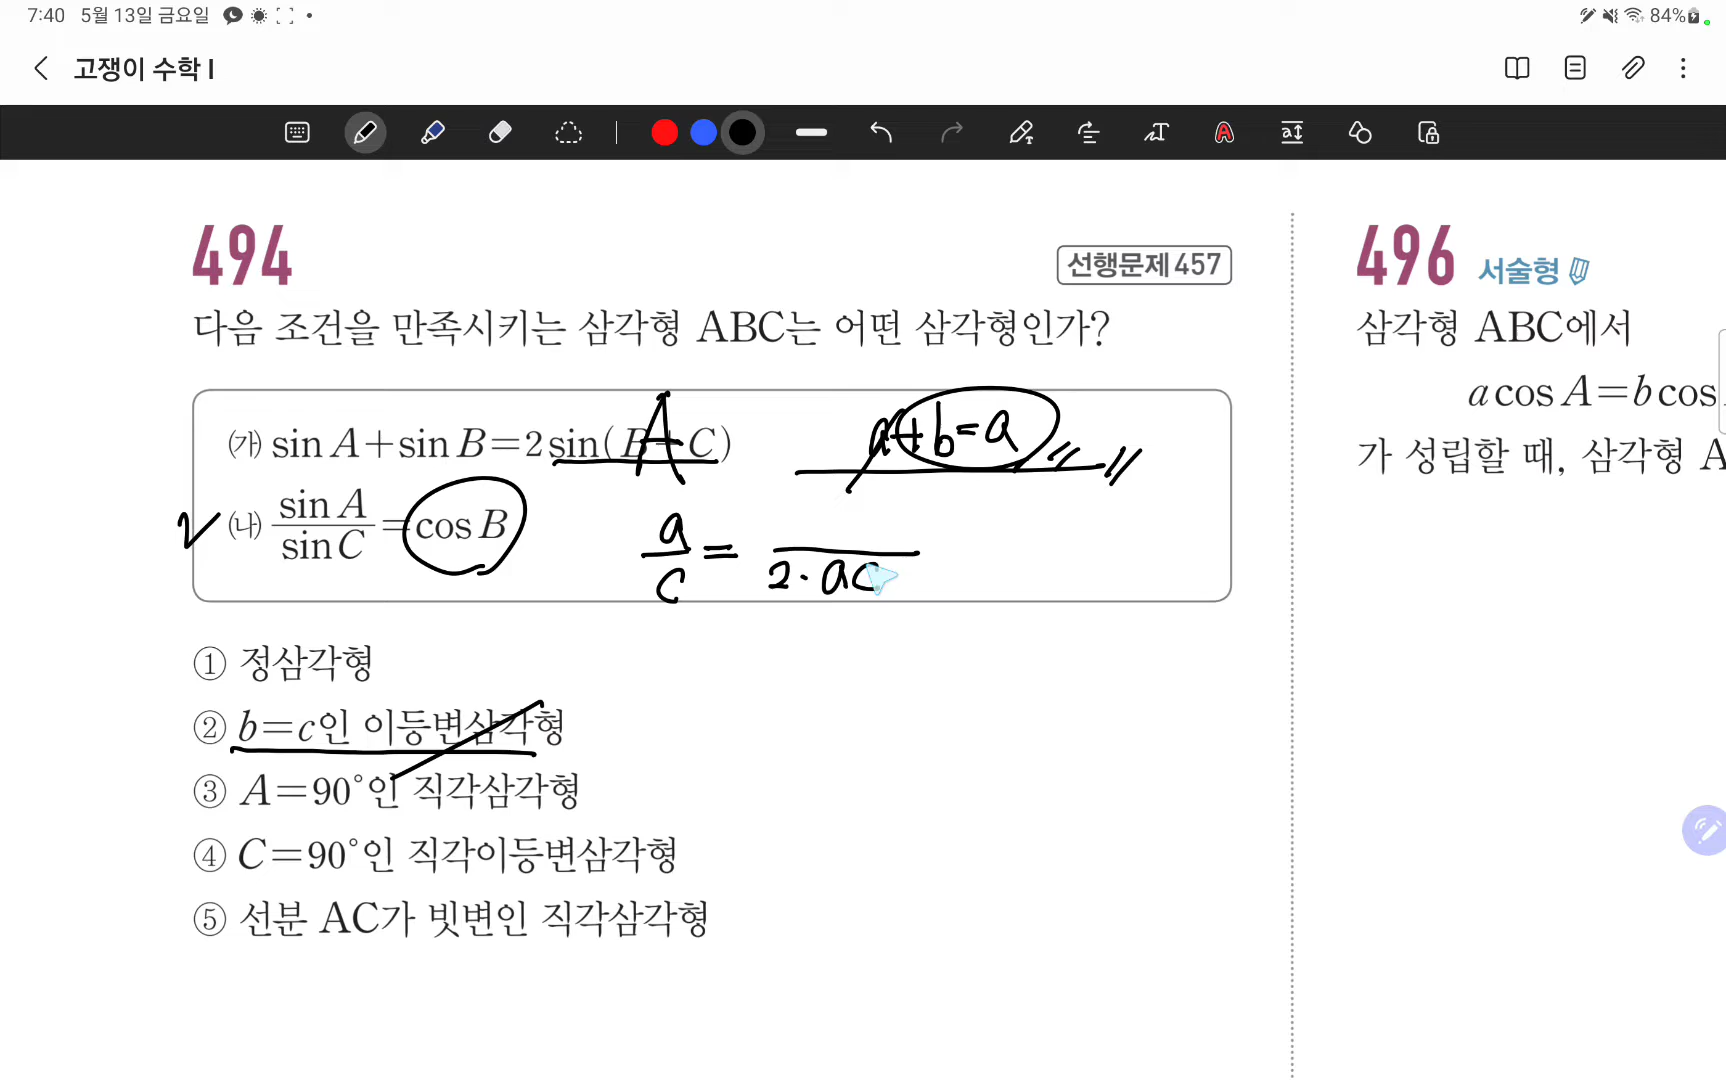 7:40 5월 13일 금요일
84%
고쟁이 수학 I
494
선행문제 457
다음 조건을 만족시키는 삼각형 ABC는 어떤 삼각형인가?
(가) sin A+sin B=2sin(B+C)
A
a+b=a
(나) sin A/sin C=cos B
a/c=
2·ac
① 정삼각형
② b=c인 이등변삼각형
③ A=90°인 직각삼각형
④ C=90°인 직각이등변삼각형
⑤ 선분 AC가 빗변인 직각삼각형
496 서술형
삼각형 ABC에서
a cos A=b cos
가 성립할 때, 삼각형 A